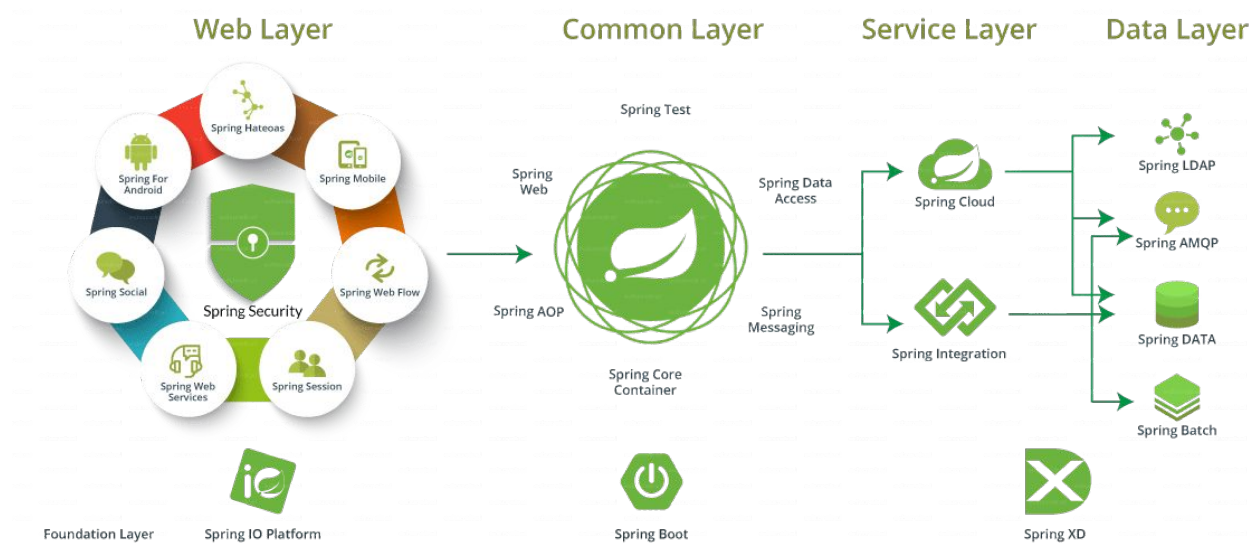 Web Layer
Common Layer
Service Layer
Data Layer
Spring Hateoas
Spring For
Android
Spring Mobile
Spring Social
Spring Security
Spring Web Flow
Spring Web
Services
Spring Session
Spring Test
Spring
Web
Spring Data
Access
Spring AOP
Spring
Messaging
Spring Core
Container
Spring Cloud
Spring Integration
Spring LDAP
Spring AMQP
Spring DATA
Spring Batch
Foundation Layer
Spring IO Platform
Spring Boot
Spring XD